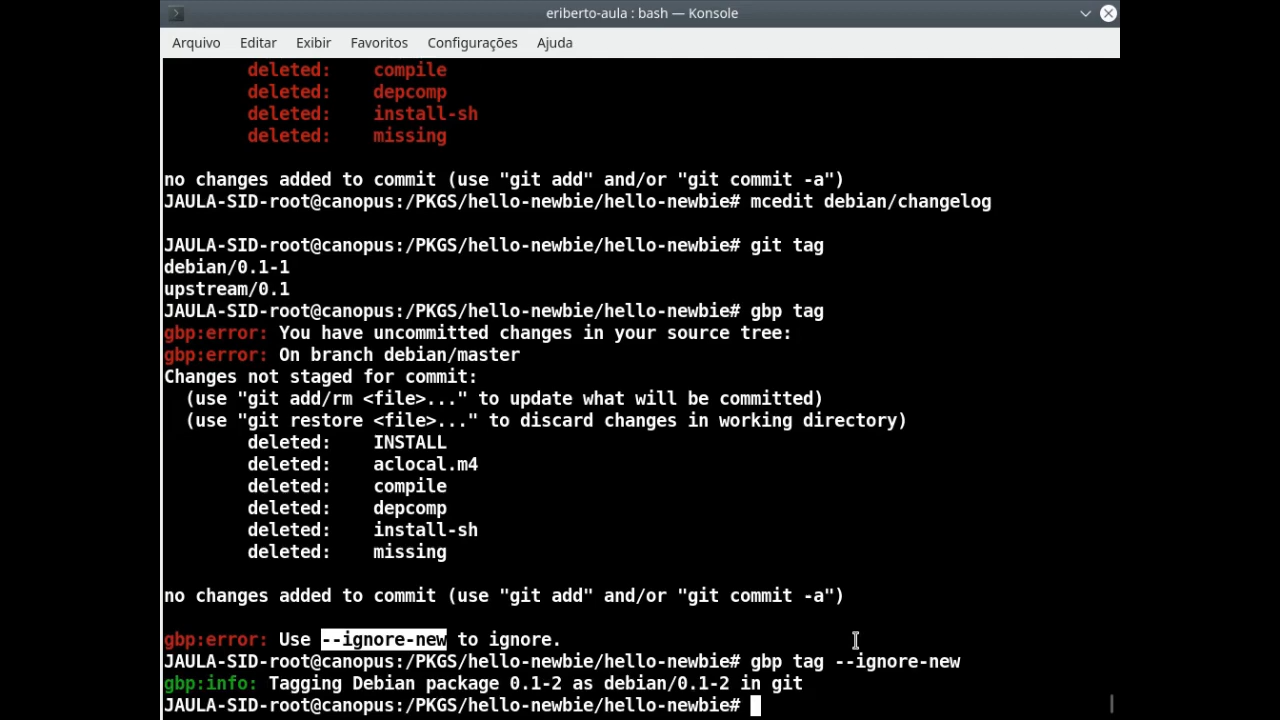 eriberto-aula : bash — Konsole
Arquivo Editar Exibir Favoritos Configurações Ajuda
deleted: compile
deleted: depcomp
deleted: install-sh
deleted: missing
no changes added to commit (use "git add" and/or "git commit -a")
JAULA-SID-root@canopus:/PKGS/hello-newbie/hello-newbie# mcedit debian/changelog
JAULA-SID-root@canopus:/PKGS/hello-newbie/hello-newbie# git tag
debian/0.1-1
upstream/0.1
JAULA-SID-root@canopus:/PKGS/hello-newbie/hello-newbie# gbp tag
gbp:error: You have uncommitted changes in your source tree:
gbp:error: On branch debian/master
Changes not staged for commit:
(use "git add/rm <file>..." to update what will be committed)
(use "git restore <file>..." to discard changes in working directory)
deleted: INSTALL
deleted: aclocal.m4
deleted: compile
deleted: depcomp
deleted: install-sh
deleted: missing
no changes added to commit (use "git add" and/or "git commit -a")
gbp:error: Use --ignore-new to ignore.
JAULA-SID-root@canopus:/PKGS/hello-newbie/hello-newbie# gbp tag --ignore-new
gbp:info: Tagging Debian package 0.1-2 as debian/0.1-2 in git
JAULA-SID-root@canopus:/PKGS/hello-newbie/hello-newbie#